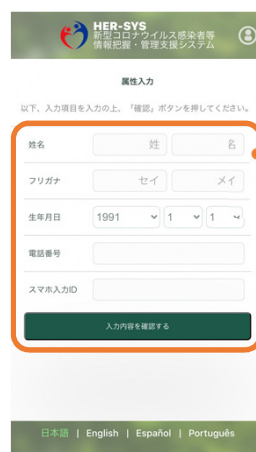 HER-SYS
新型コロナウイルス感染者等
情報把握・管理支援システム
属性入力
以下、入力項目を入力の上、「確認」ボタンを押してください。
姓名 姓 名
フリガナ セイ メイ
生年月日 1991 1 1
電話番号
スマホ入力ID
入力内容を確認する
日本語 | English | Español | Português